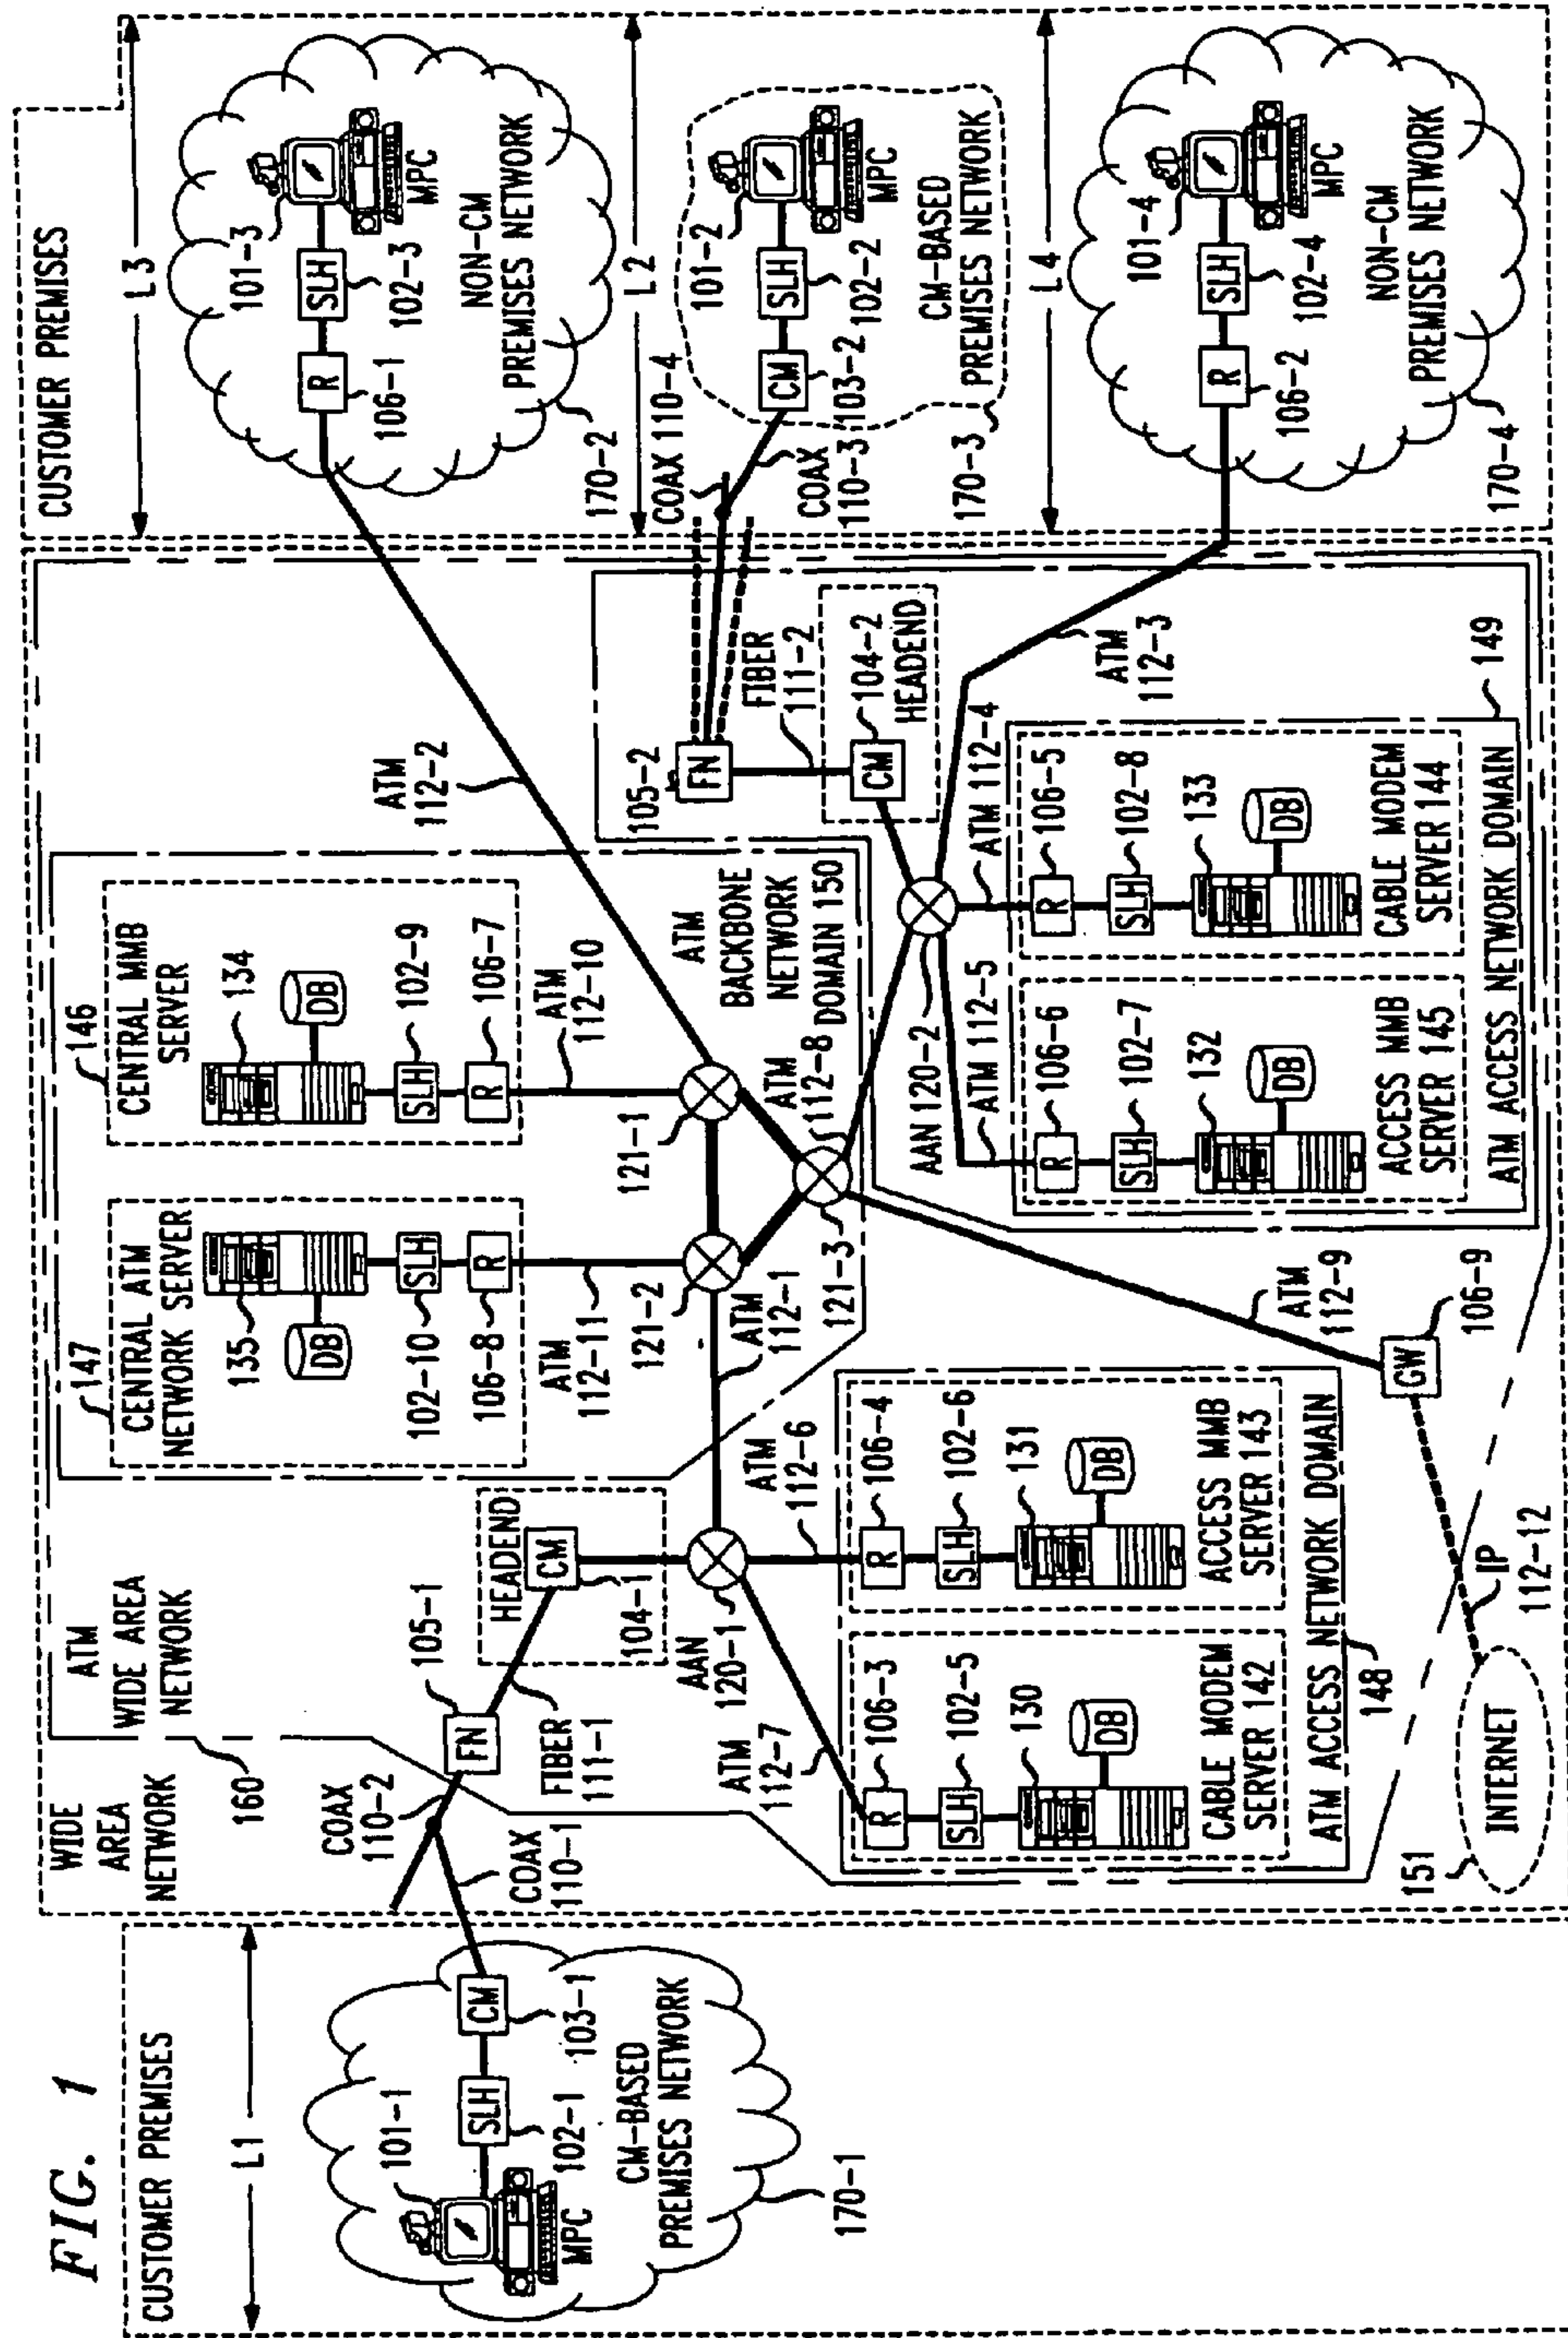 FIG. 1
CUSTOMER PREMISES
L1
101-1
MPC
SLH
102-1
CM
103-1
CM-BASED
PREMISES NETWORK
170-1
WIDE
AREA
NETWORK
160
ATM
WIDE AREA
NETWORK
COAX
110-2
COAX
110-1
105-1
FN
FIBER
111-1
HEADEND
CM
104-1
AAN
120-1
ATM
112-7
ATM
112-6
R
106-3
SLH
102-5
130
DB
CABLE MODEM
SERVER 142
R
106-4
SLH
102-6
131
DB
ACCESS MMB
SERVER 143
ATM ACCESS NETWORK DOMAIN
148
151
INTERNET
IP
112-12
GW
106-9
ATM
112-9
147
CENTRAL ATM
NETWORK SERVER
135
DB
SLH
102-10
R
106-8
ATM
112-11
121-2
ATM
112-1
121-3
146
CENTRAL MMB
SERVER
134
DB
SLH
102-9
R
106-7
ATM
112-10
121-1
ATM
112-8
ATM
BACKBONE
NETWORK
DOMAIN 150
ATM
112-2
105-2
FN
FIBER
111-2
CM
104-2
HEADEND
AAN 120-2
ATM 112-5
ATM 112-4
ATM
112-3
R
106-6
SLH
102-7
132
DB
ACCESS MMB
SERVER 145
R
106-5
SLH
102-8
133
DB
CABLE MODEM
SERVER 144
ATM ACCESS NETWORK DOMAIN
149
CUSTOMER PREMISES
L3
101-3
MPC
SLH
102-3
R
106-1
NON-CM
PREMISES NETWORK
170-2
L2
COAX 110-4
COAX
110-3
101-2
MPC
SLH
102-2
CM
103-2
CM-BASED
PREMISES NETWORK
170-3
L4
101-4
MPC
SLH
102-4
R
106-2
NON-CM
PREMISES NETWORK
170-4